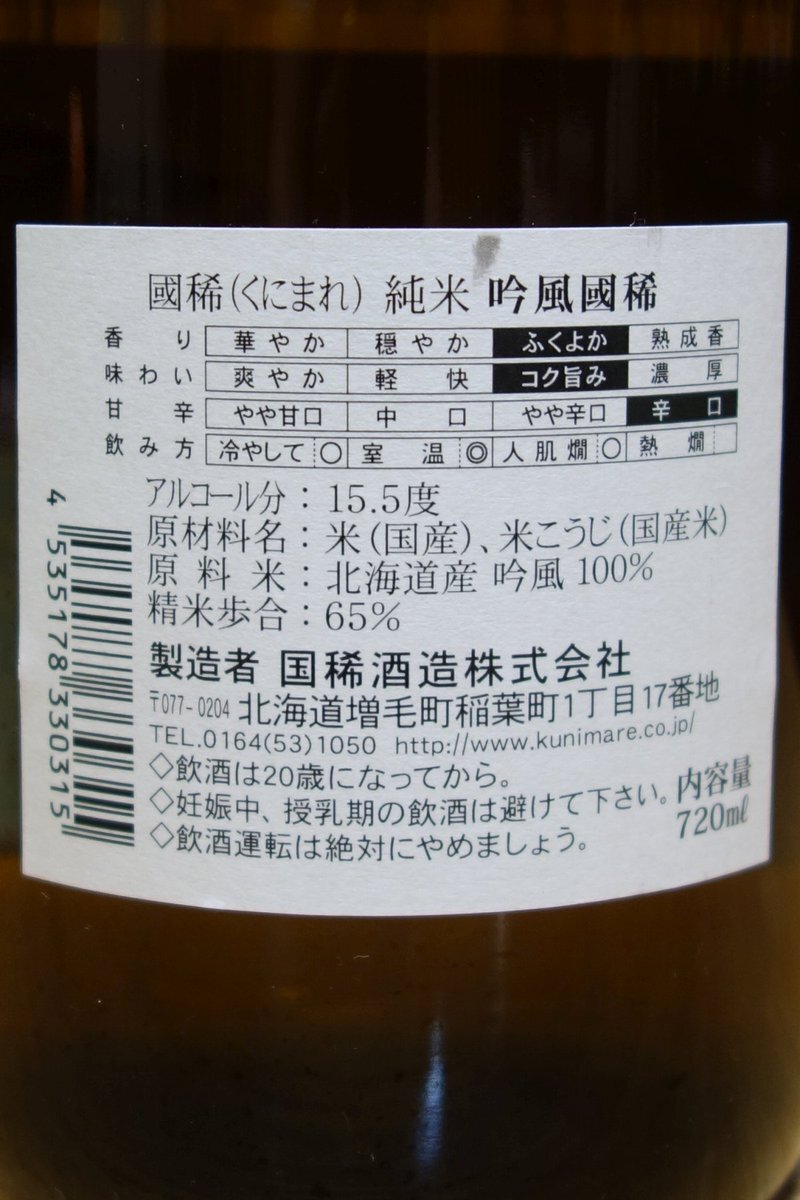 國稀(くにまれ) 純米 吟風國稀
香り 華やか 穏やか ふくよか 熟成香
味わい 爽やか 軽快 コク旨み 濃厚
甘辛 やや甘口 中口 やや辛口 辛口
飲み方 冷やして ○ 室温 ◎ 人肌燗 ○ 熱燗
アルコール分：15.5度
原材料名：米(国産)、米こうじ(国産米)
原料米：北海道産 吟風 100%
精米歩合：65%
製造者 国稀酒造株式会社
〒077-0204 北海道増毛町稲葉町1丁目17番地
TEL.0164(53)1050 http://www.kunimare.co.jp/
◇飲酒は20歳になってから。
◇妊娠中、授乳期の飲酒は避けて下さい。
◇飲酒運転は絶対にやめましょう。
内容量
720ml
4 535178 330315